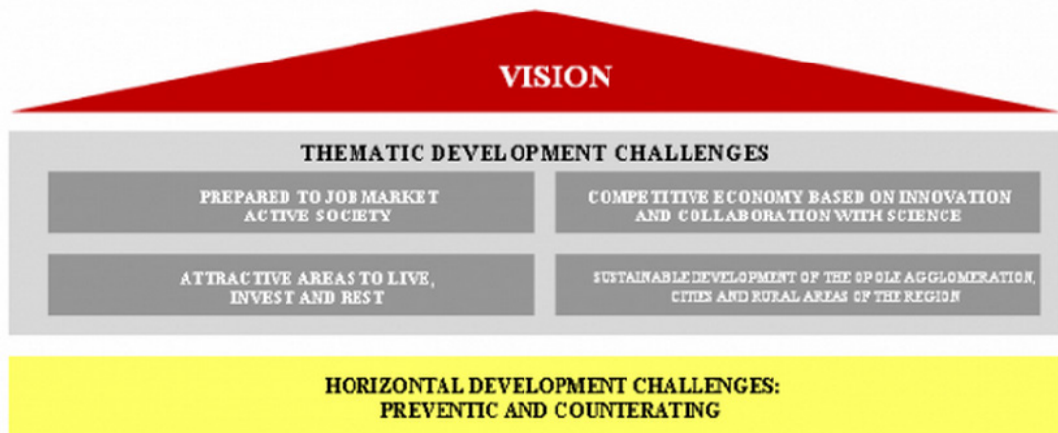 VISION
THEMATIC DEVELOPMENT CHALLENGES
PREPARED TO JOB MARKET
ACTIVE SOCIETY
COMPETITIVE ECONOMY BASED ON INNOVATION
AND COLLABORATION WITH SCIENCE
ATTRACTIVE AREAS TO LIVE,
INVEST AND REST
SUSTAINABLE DEVELOPMENT OF THE OPOLE AGGLOMERATION,
CITIES AND RURAL AREAS OF THE REGION
HORIZONTAL DEVELOPMENT CHALLENGES:
PREVENTIC AND COUNTERATING